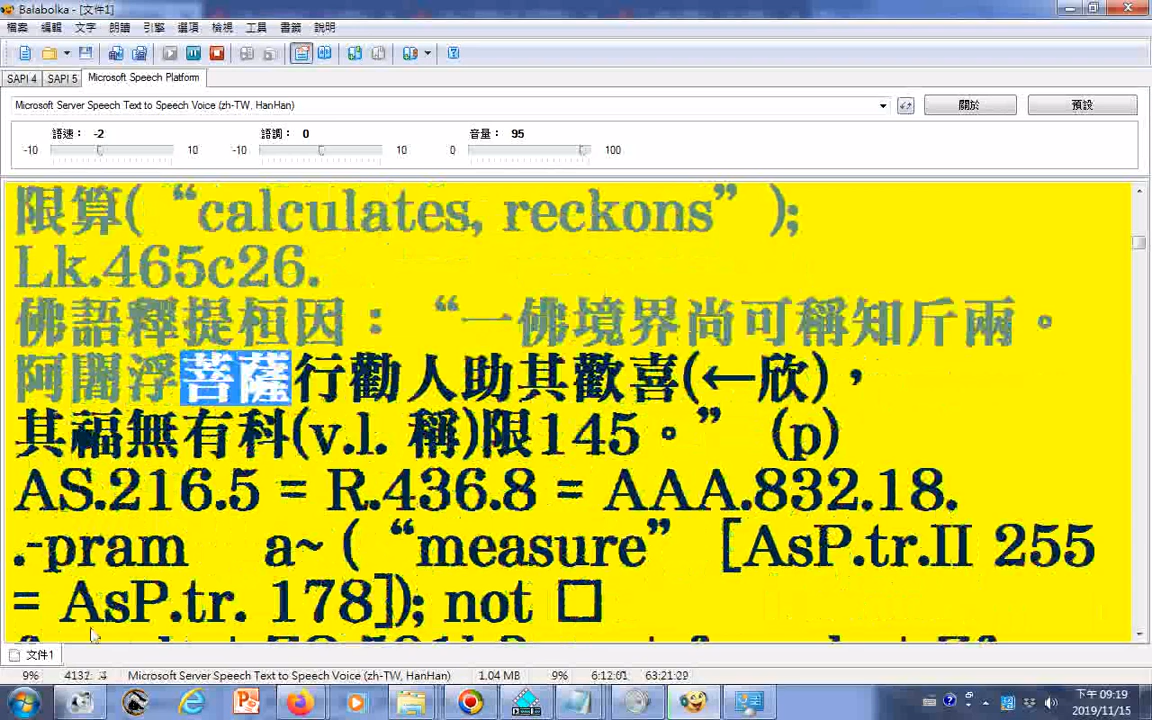 Balabolka - [文件1]
檔案 編輯 文字 朗讀 引擎 選項 檢視 工具 書籤 說明
SAPI 4 SAPI 5 Microsoft Speech Platform
Microsoft Server Speech Text to Speech Voice (zh-TW, HanHan) 關於 預設
語速： -2 語調： 0 音量： 95
-10 10 -10 10 0 100
限算( “calculates, reckons” );
Lk.465c26.
佛語釋提桓因： “一佛境界尚可稱知斤兩。
阿闍浮菩薩行勸人助其歡喜(←欣)，
其福無有科(v.l. 稱)限145。” (p)
AS.216.5 = R.436.8 = AAA.832.18.
.-pram a~ ( “measure” [AsP.tr.II 255
= AsP.tr. 178]); not □
文件1
9% Microsoft Server Speech Text to Speech Voice (zh-TW, HanHan) 1.04 MB 9% 6:12:01 63:21:29
下午 09:19
2019/11/15